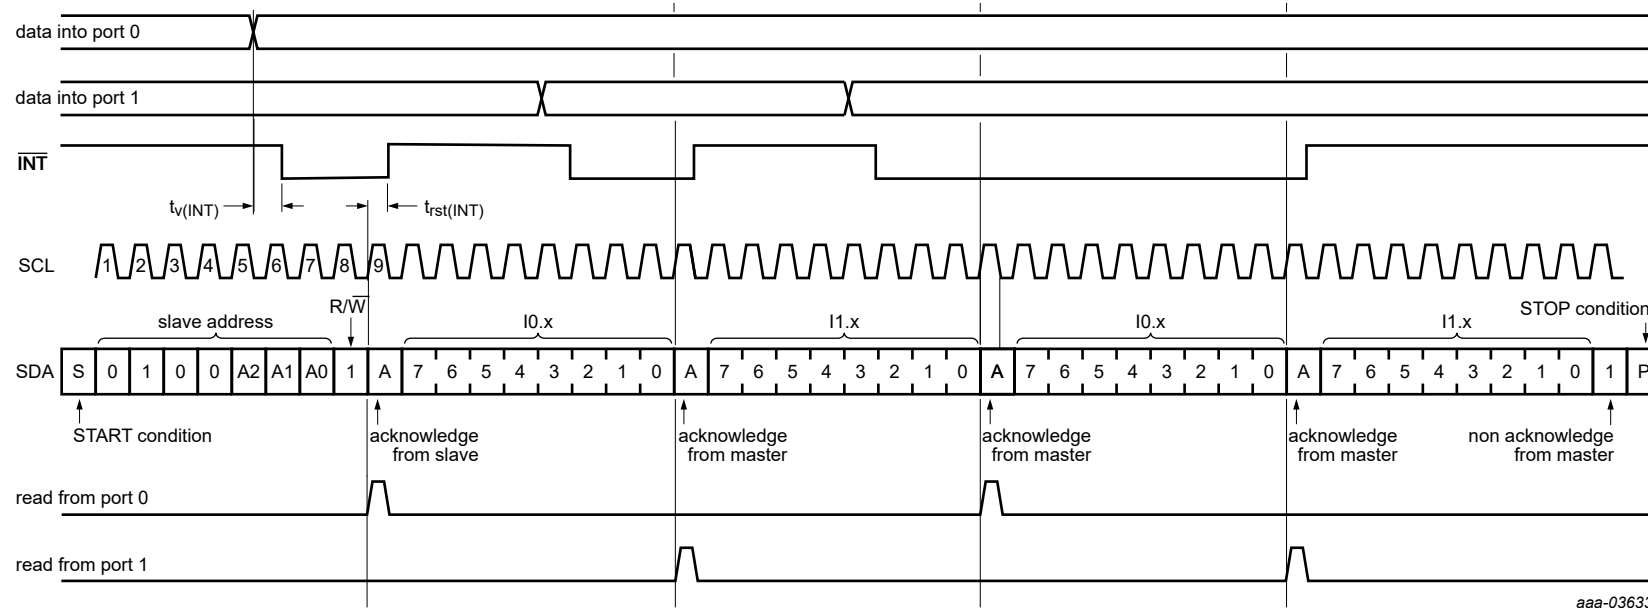 data into port 0
data into port 1
INT
tv(INT) trst(INT)
SCL 1 2 3 4 5 6 7 8 9
R/W
slave address I0.x I1.x I0.x I1.x STOP condition
SDA S 0 1 0 0 A2 A1 A0 1 A 7 6 5 4 3 2 1 0 A 7 6 5 4 3 2 1 0 A 7 6 5 4 3 2 1 0 A 7 6 5 4 3 2 1 0 1 P
START condition acknowledge acknowledge acknowledge acknowledge non acknowledge
from slave from master from master from master from master
read from port 0
read from port 1
aaa-03633